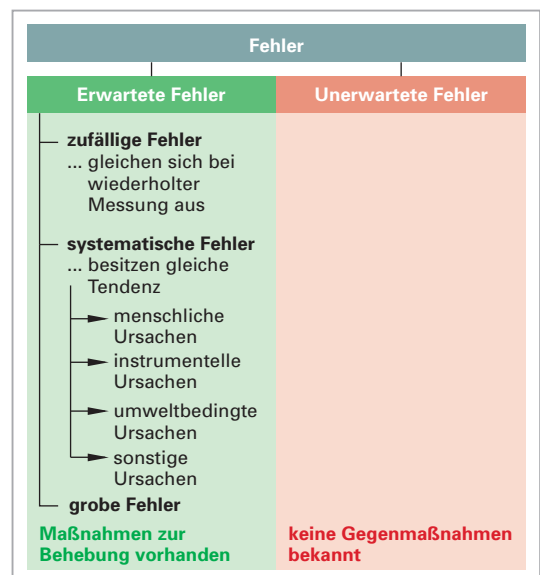 Fehler
Erwartete Fehler
Unerwartete Fehler
zufällige Fehler
... gleichen sich bei
wiederholter
Messung aus
systematische Fehler
... besitzen gleiche
Tendenz
menschliche
Ursachen
instrumentelle
Ursachen
umweltbedingte
Ursachen
sonstige
Ursachen
grobe Fehler
Maßnahmen zur
Behebung vorhanden
keine Gegenmaßnahmen
bekannt